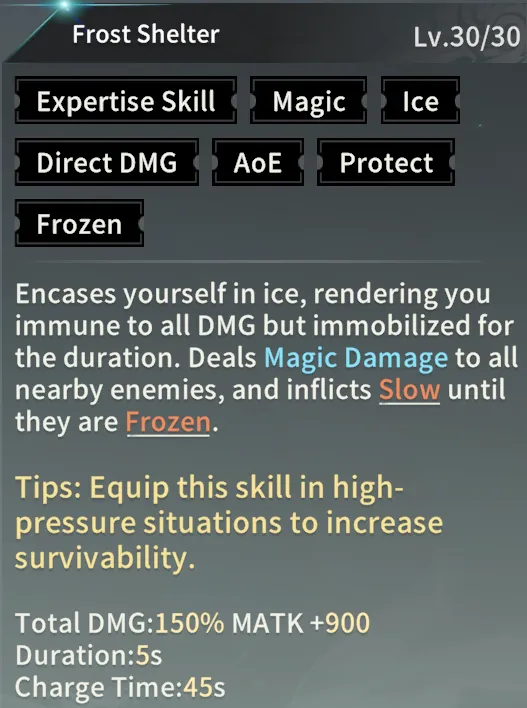 Frost Shelter Lv.30/30
Expertise Skill Magic Ice
Direct DMG AoE Protect
Frozen
Encases yourself in ice, rendering you
immune to all DMG but immobilized for
the duration. Deals Magic Damage to all
nearby enemies, and inflicts Slow until
they are Frozen.
Tips: Equip this skill in high-
pressure situations to increase
survivability.
Total DMG:150% MATK +900
Duration:5s
Charge Time:45s